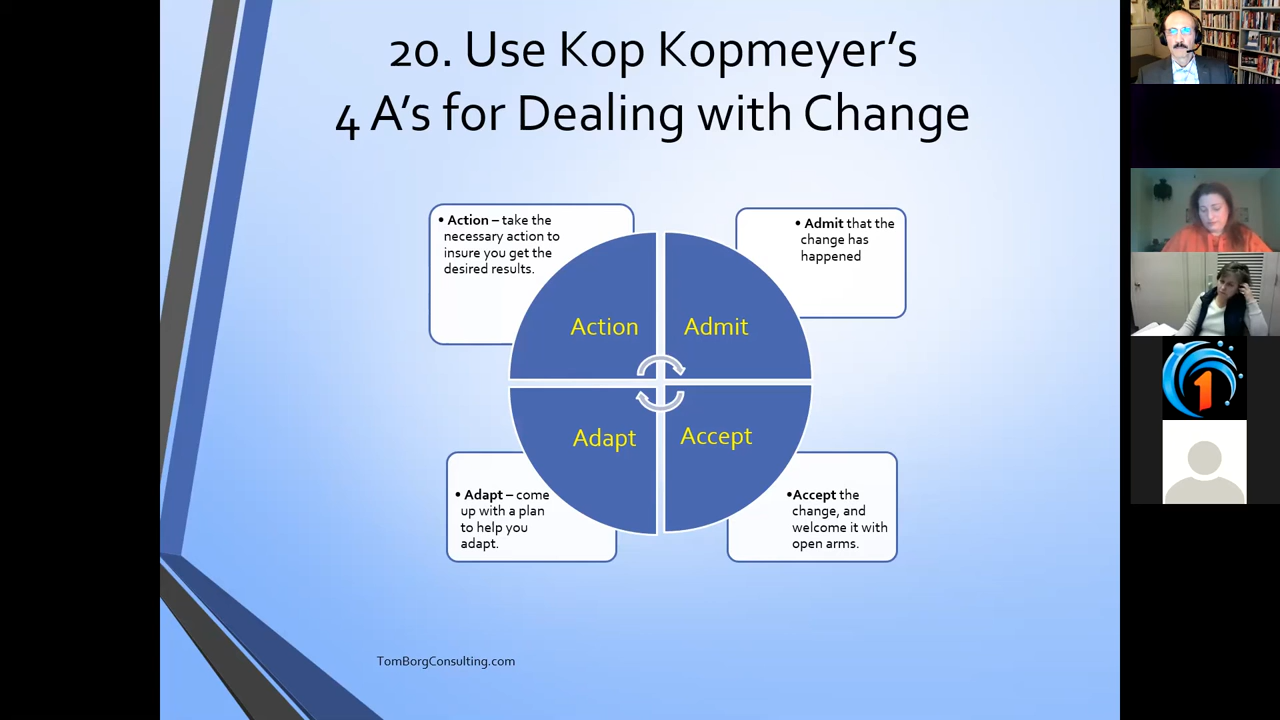 20. Use Kop Kopmeyer’s
4 A’s for Dealing with Change
• Action – take the
necessary action to
insure you get the
desired results.
• Admit that the
change has
happened
Action
Admit
Adapt
Accept
• Adapt – come
up with a plan
to help you
adapt.
•Accept the
change, and
welcome it with
open arms.
TomBorgConsulting.com
1